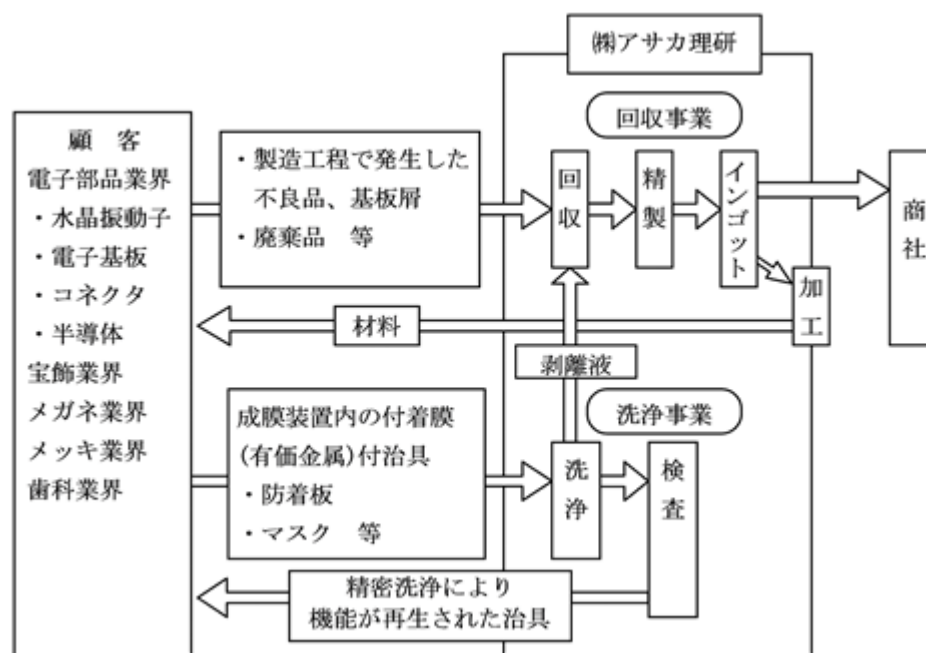 ㈱アサカ理研
顧 客
電子部品業界
・水晶振動子
・電子基板
・コネクタ
・半導体
宝飾業界
メガネ業界
メッキ業界
歯科業界
・製造工程で発生した
不良品、基板層
・廃棄品 等
回収事業
回収
精製
インゴット
商社
加工
材料
剥離液
洗浄事業
成膜装置内の付着膜
(有価金属)付治具
・防着板
・マスク 等
洗浄
検査
精密洗浄により
機能が再生された治具